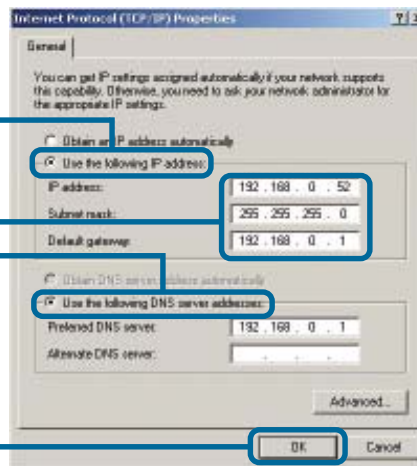 Internet Protocol (TCP/IP) Properties
General
You can get IP settings assigned automatically if your network supports
this capability. Otherwise, you need to ask your network administrator for
the appropriate IP settings.
Obtain an IP address automatically
Use the following IP address:
IP address: 192 . 168 . 0 . 52
Subnet mask: 255 . 255 . 255 . 0
Default gateway: 192 . 168 . 0 . 1
Obtain DNS server address automatically
Use the following DNS server addresses:
Preferred DNS server: 192 . 168 . 0 . 1
Alternate DNS server: . . .
Advanced...
OK Cancel